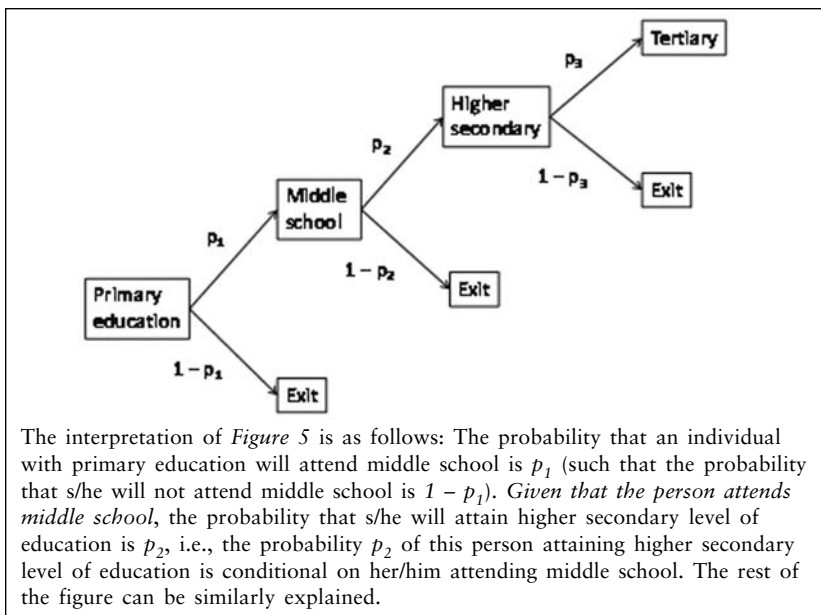 Tertiary
p₃
Higher
secondary
p₂
1 – p₃
Middle
school
Exit
p₁
1 – p₂
Primary
education
Exit
1 – p₁
Exit
The interpretation of Figure 5 is as follows: The probability that an individual
with primary education will attend middle school is p₁ (such that the probability
that s/he will not attend middle school is 1 – p₁). Given that the person attends
middle school, the probability that s/he will attain higher secondary level of
education is p₂, i.e., the probability p₂ of this person attaining higher secondary
level of education is conditional on her/him attending middle school. The rest of
the figure can be similarly explained.